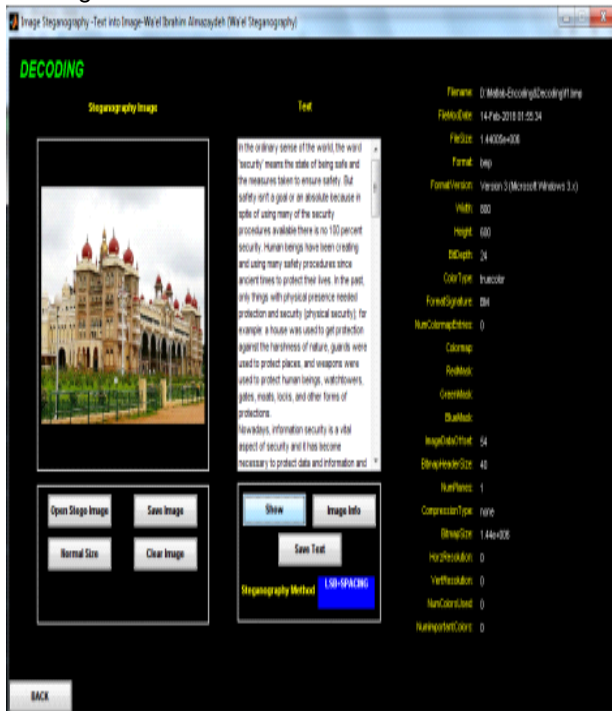 Image Steganography -Text into Image-Wa'el Ibrahim Almazaydeh (Wa'el Steganography)
DECODING
Steganography Image
Text
In the ordinary sense of the world, the word
'security' means the state of being safe and
the measures taken to ensure safety. But
safety isn't a goal or an absolute because in
spite of using many of the security
procedures available there is no 100 percent
security. Human beings have been creating
and using many safety procedures since
ancient times to protect their lives. In the past,
only things with physical presence needed
protection and security (physical security); for
example: a house was used to get protection
against the harshness of nature, guards were
used to protect places, and weapons were
used to protect human beings, watchtowers,
gates, moats, locks, and other forms of
protections.
Nowadays, information security is a vital
aspect of security and it has become
necessary to protect data and information and
Open Stego Image
Save Image
Normal Size
Clear Image
Show
Image Info
Save Text
Steganography Method
LSB+SPACING
Filename: D:\Matlab-Encoding&Decoding\
FileModDate: 14-Feb-2018 01:55:34
FileSize: 1.44005e+006
Format: bmp
FormatVersion: Version 3 (Microsoft Windows 3.x)
Width: 800
Height: 600
BitDepth: 24
ColorType: truecolor
FormatSignature: BM
NumColormapEntries: 0
Colormap:
RedMask:
GreenMask:
BlueMask:
ImageDataOffset: 54
BitmapHeaderSize: 40
NumPlanes: 1
CompressionType: none
BitmapSize: 1.44e+006
HorzResolution: 0
VertResolution: 0
NumColorsUsed: 0
NumImportantColors: 0
BACK